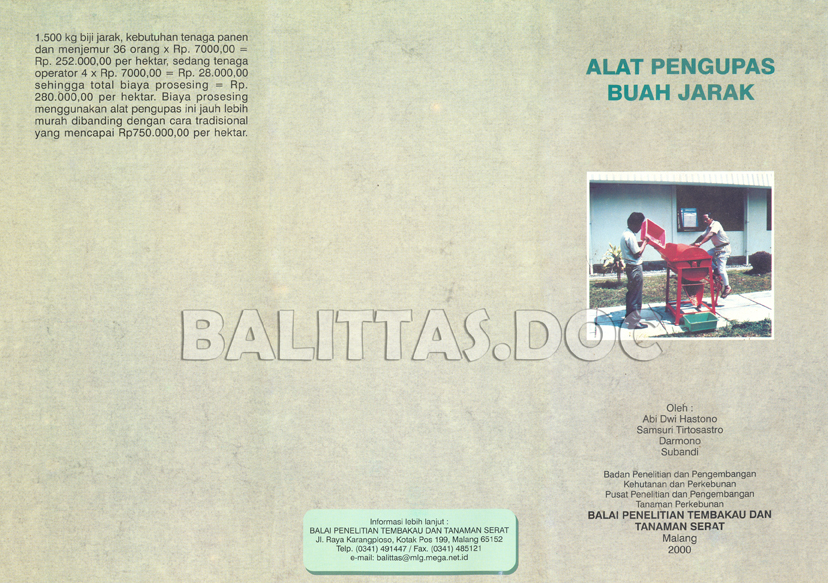 1.500 kg biji jarak, kebutuhan tenaga panen
dan menjemur 36 orang x Rp. 7000,00 =
Rp. 252.000,00 per hektar, sedang tenaga
operator 4 x Rp. 7000,00 = Rp. 28.000,00
sehingga total biaya prosesing = Rp.
280.000,00 per hektar. Biaya prosesing
menggunakan alat pengupas ini jauh lebih
murah dibanding dengan cara tradisional
yang mencapai Rp750.000,00 per hektar.
Informasi lebih lanjut :
BALAI PENELITIAN TEMBAKAU DAN TANAMAN SERAT
Jl. Raya Karangploso, Kotak Pos 199, Malang 65152
Telp. (0341) 491447 / Fax. (0341) 485121
e-mail: balittas@mlg.mega.net.id
ALAT PENGUPAS
BUAH JARAK
Oleh :
Abi Dwi Hastono
Samsuri Tirtosastro
Darmono
Subandi
Badan Penelitian dan Pengembangan
Kehutanan dan Perkebunan
Pusat Penelitian dan Pengembangan
Tanaman Perkebunan
BALAI PENELITIAN TEMBAKAU DAN
TANAMAN SERAT
Malang
2000
BALITTAS.DOC